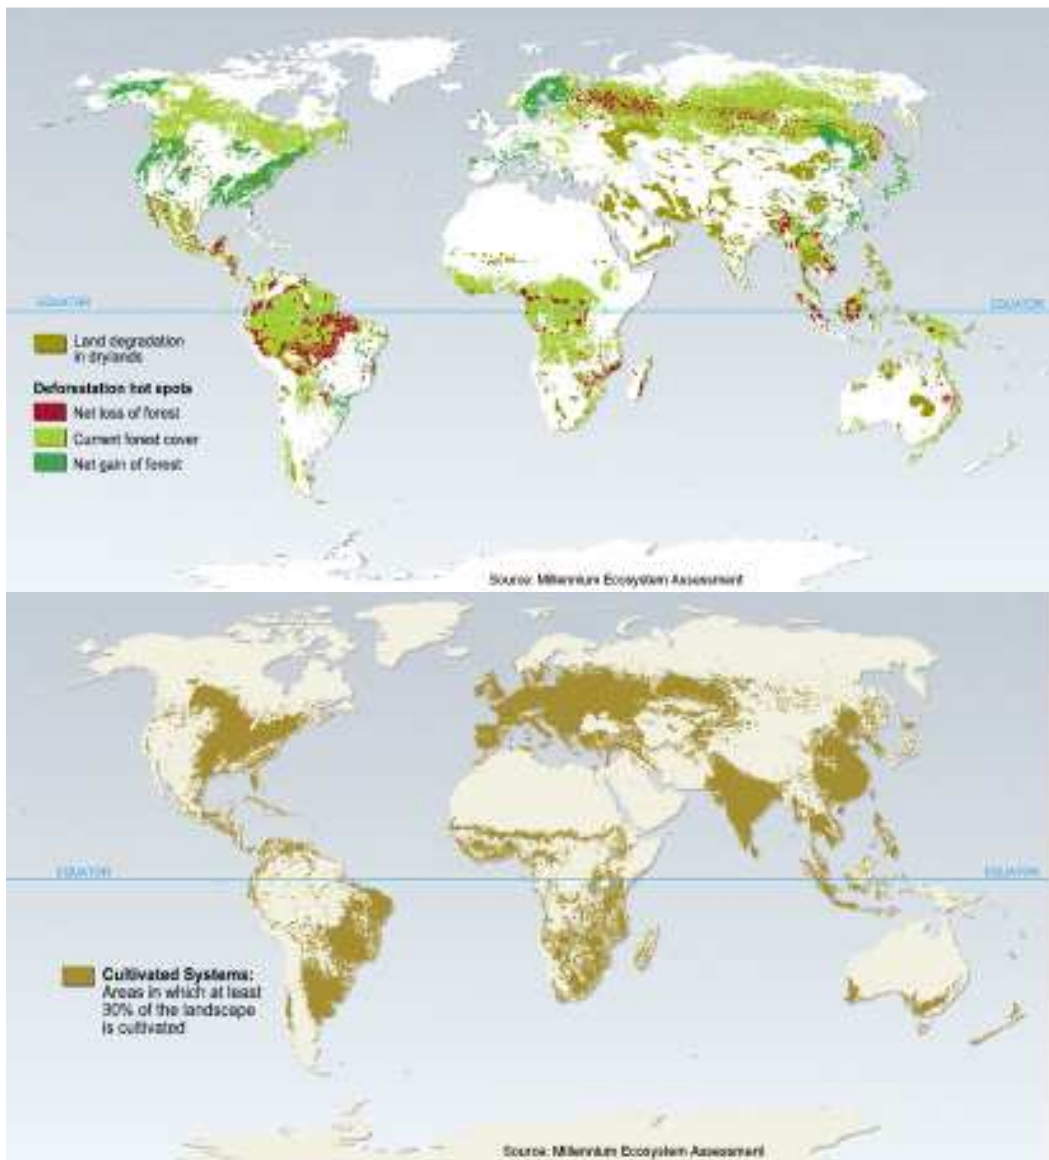 EQUATOR
EQUATOR
Land degradation
in drylands
Deforestation hot spots
Net loss of forest
Current forest cover
Net gain of forest
Source: Millennium Ecosystem Assessment
EQUATOR
EQUATOR
Cultivated Systems:
Areas in which at least
30% of the landscape
is cultivated
Source: Millennium Ecosystem Assessment